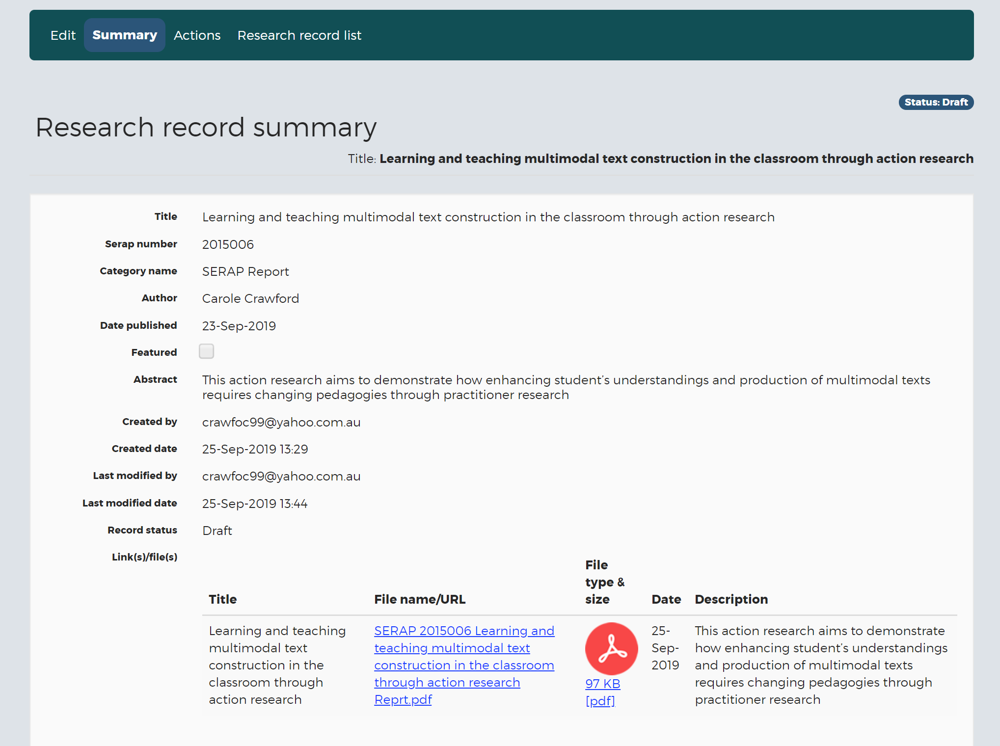 Edit Summary Actions Research record list
Status: Draft
Research record summary
Title: Learning and teaching multimodal text construction in the classroom through action research
Title Learning and teaching multimodal text construction in the classroom through action research
Serap number 2015006
Category name SERAP Report
Author Carole Crawford
Date published 23-Sep-2019
Featured
Abstract This action research aims to demonstrate how enhancing student’s understandings and production of multimodal texts
requires changing pedagogies through practitioner research
Created by crawfoc99@yahoo.com.au
Created date 25-Sep-2019 13:29
Last modified by crawfoc99@yahoo.com.au
Last modified date 25-Sep-2019 13:44
Record status Draft
Link(s)/file(s)
Title
File name/URL
File
type &
size
Date
Description
Learning and teaching
multimodal text
construction in the
classroom through
action research
SERAP 2015006 Learning and
teaching multimodal text
construction in the classroom
through action research
Reprt.pdf
97 KB
[pdf]
25-
Sep-
2019
This action research aims to demonstrate
how enhancing student’s understandings
and production of multimodal texts
requires changing pedagogies through
practitioner research